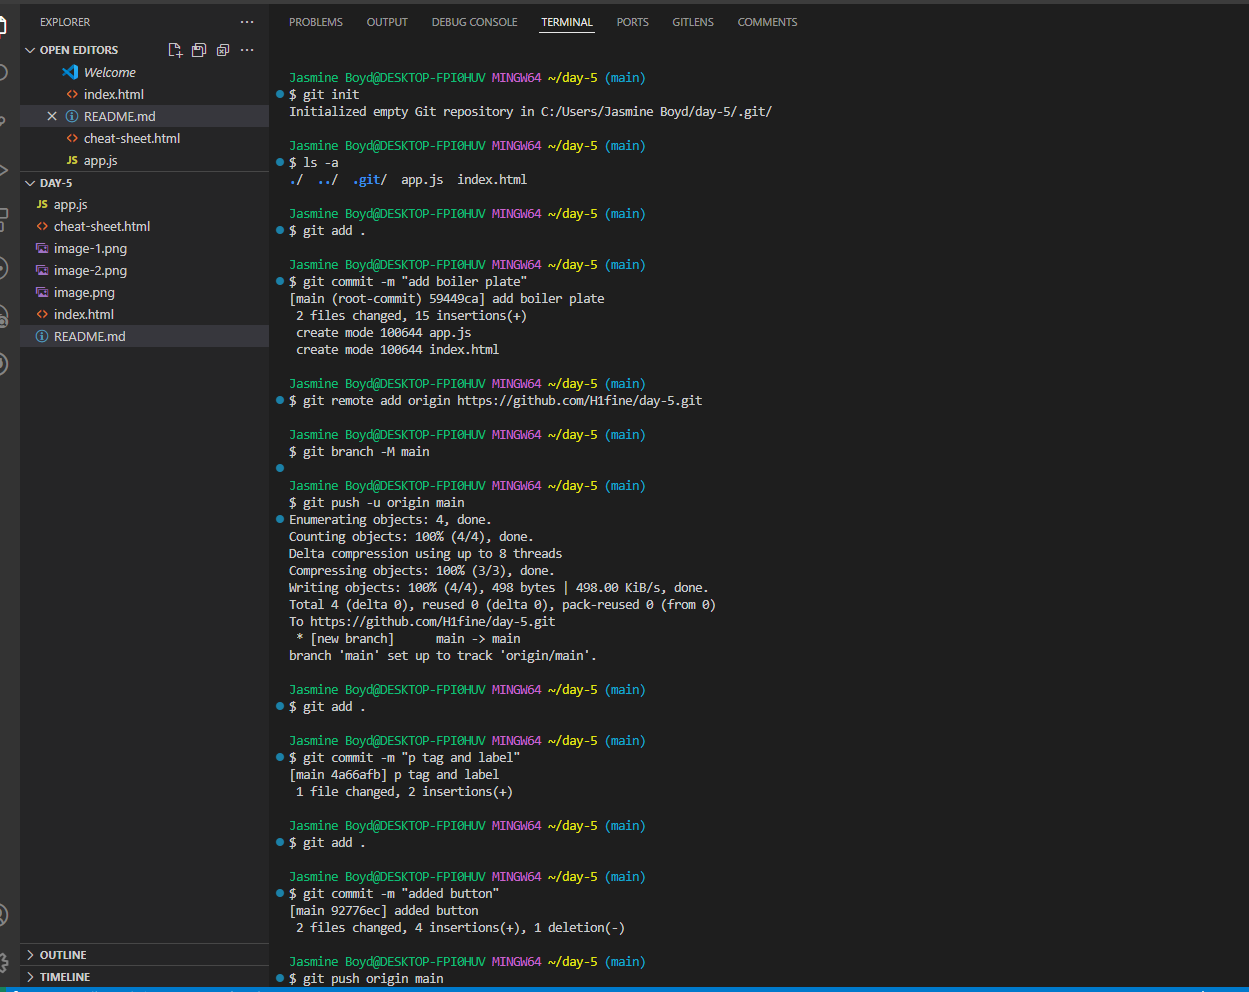 EXPLORER
OPEN EDITORS
Welcome
index.html
README.md
cheat-sheet.html
JS app.js
DAY-5
JS app.js
cheat-sheet.html
image-1.png
image-2.png
image.png
index.html
README.md
OUTLINE
TIMELINE
PROBLEMS OUTPUT DEBUG CONSOLE TERMINAL PORTS GITLENS COMMENTS
Jasmine Boyd@DESKTOP-FPI0HUV MINGW64 ~/day-5 (main)
$ git init
Initialized empty Git repository in C:/Users/Jasmine Boyd/day-5/.git/
Jasmine Boyd@DESKTOP-FPI0HUV MINGW64 ~/day-5 (main)
$ ls -a
./ ../ .git/ app.js index.html
Jasmine Boyd@DESKTOP-FPI0HUV MINGW64 ~/day-5 (main)
$ git add .
Jasmine Boyd@DESKTOP-FPI0HUV MINGW64 ~/day-5 (main)
$ git commit -m "add boiler plate"
[main (root-commit) 59449ca] add boiler plate
2 files changed, 15 insertions(+)
create mode 100644 app.js
create mode 100644 index.html
Jasmine Boyd@DESKTOP-FPI0HUV MINGW64 ~/day-5 (main)
$ git remote add origin https://github.com/H1fine/day-5.git
Jasmine Boyd@DESKTOP-FPI0HUV MINGW64 ~/day-5 (main)
$ git branch -M main
Jasmine Boyd@DESKTOP-FPI0HUV MINGW64 ~/day-5 (main)
$ git push -u origin main
Enumerating objects: 4, done.
Counting objects: 100% (4/4), done.
Delta compression using up to 8 threads
Compressing objects: 100% (3/3), done.
Writing objects: 100% (4/4), 498 bytes | 498.00 KiB/s, done.
Total 4 (delta 0), reused 0 (delta 0), pack-reused 0 (from 0)
To https://github.com/H1fine/day-5.git
* [new branch] main -> main
branch 'main' set up to track 'origin/main'.
Jasmine Boyd@DESKTOP-FPI0HUV MINGW64 ~/day-5 (main)
$ git add .
Jasmine Boyd@DESKTOP-FPI0HUV MINGW64 ~/day-5 (main)
$ git commit -m "p tag and label"
[main 4a66afb] p tag and label
1 file changed, 2 insertions(+)
Jasmine Boyd@DESKTOP-FPI0HUV MINGW64 ~/day-5 (main)
$ git add .
Jasmine Boyd@DESKTOP-FPI0HUV MINGW64 ~/day-5 (main)
$ git commit -m "added button"
[main 92776ec] added button
2 files changed, 4 insertions(+), 1 deletion(-)
Jasmine Boyd@DESKTOP-FPI0HUV MINGW64 ~/day-5 (main)
$ git push origin main